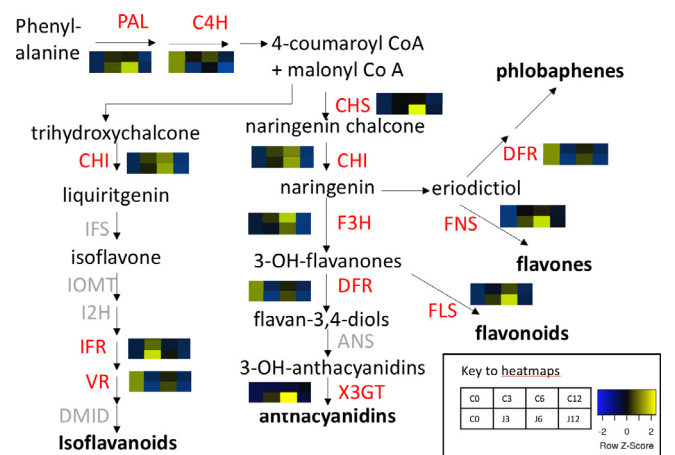 Phenyl-
alanine
PAL
C4H
4-coumaroyl CoA
+ malonyl Co A
phlobaphenes
CHS
trihydroxychalcone
naringenin chalcone
CHI
CHI
DFR
liquiritgenin
naringenin
eriodictiol
IFS
F3H
FNS
isoflavone
3-OH-flavanones
flavones
IOMT
DFR
I2H
flavan-3,4-diols
FLS
flavonoids
IFR
ANS
VR
3-OH-anthacyanidins
X3GT
DMID
anthacyanidins
Isoflavanoids
Key to heatmaps
C0 C3 C6 C12
C0 J3 J6 J12
-2 0 2
Row Z-Score